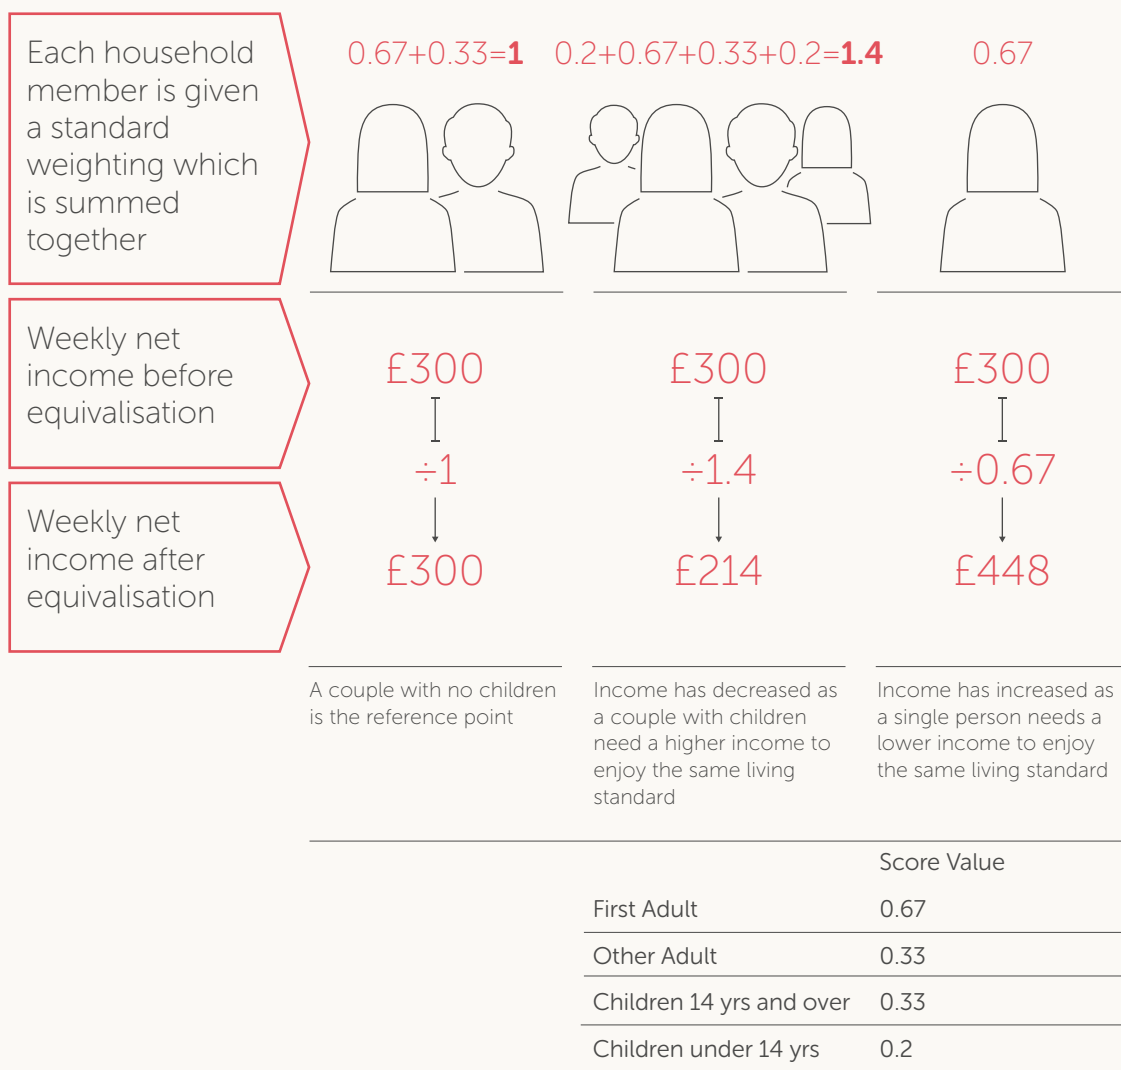 Each household
member is given
a standard
weighting which
is summed
together
0.67+0.33=1
0.2+0.67+0.33+0.2=1.4
0.67
Weekly net
income before
equivalisation
£300
£300
£300
÷1
÷1.4
÷0.67
Weekly net
income after
equivalisation
£300
£214
£448
A couple with no children
is the reference point
Income has decreased as
a couple with children
need a higher income to
enjoy the same living
standard
Income has increased as
a single person needs a
lower income to enjoy
the same living standard
Score Value
First Adult 0.67
Other Adult 0.33
Children 14 yrs and over 0.33
Children under 14 yrs 0.2